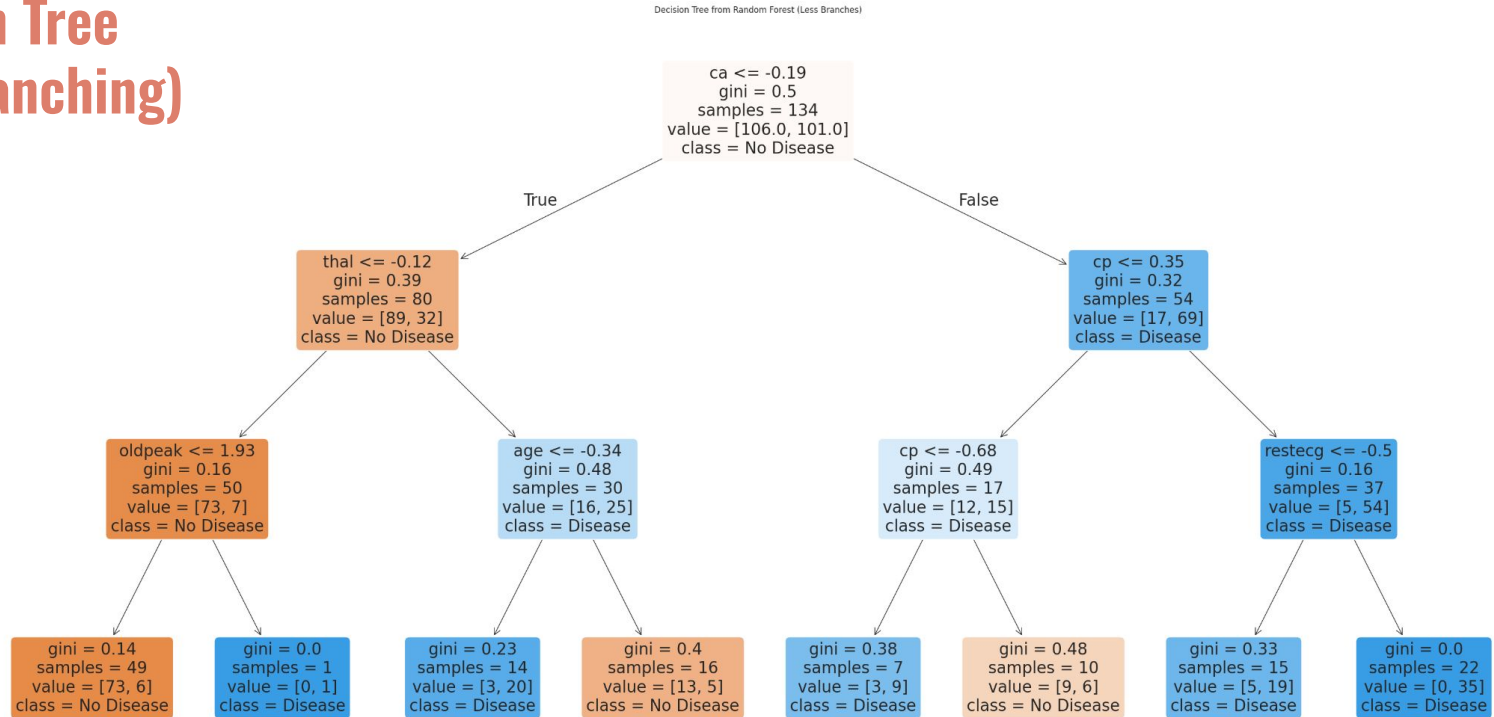 n Tree
anching)
Decision Tree from Random Forest (Less Branches)
ca <= -0.19
gini = 0.5
samples = 134
value = [106.0, 101.0]
class = No Disease
True
False
thal <= -0.12
gini = 0.39
samples = 80
value = [89, 32]
class = No Disease
cp <= 0.35
gini = 0.32
samples = 54
value = [17, 69]
class = Disease
oldpeak <= 1.93
gini = 0.16
samples = 50
value = [73, 7]
class = No Disease
age <= -0.34
gini = 0.48
samples = 30
value = [16, 25]
class = Disease
cp <= -0.68
gini = 0.49
samples = 17
value = [12, 15]
class = Disease
restecg <= -0.5
gini = 0.16
samples = 37
value = [5, 54]
class = Disease
gini = 0.14
samples = 49
value = [73, 6]
class = No Disease
gini = 0.0
samples = 1
value = [0, 1]
class = Disease
gini = 0.23
samples = 14
value = [3, 20]
class = Disease
gini = 0.4
samples = 16
value = [13, 5]
class = No Disease
gini = 0.38
samples = 7
value = [3, 9]
class = Disease
gini = 0.48
samples = 10
value = [9, 6]
class = No Disease
gini = 0.33
samples = 15
value = [5, 19]
class = Disease
gini = 0.0
samples = 22
value = [0, 35]
class = Disease